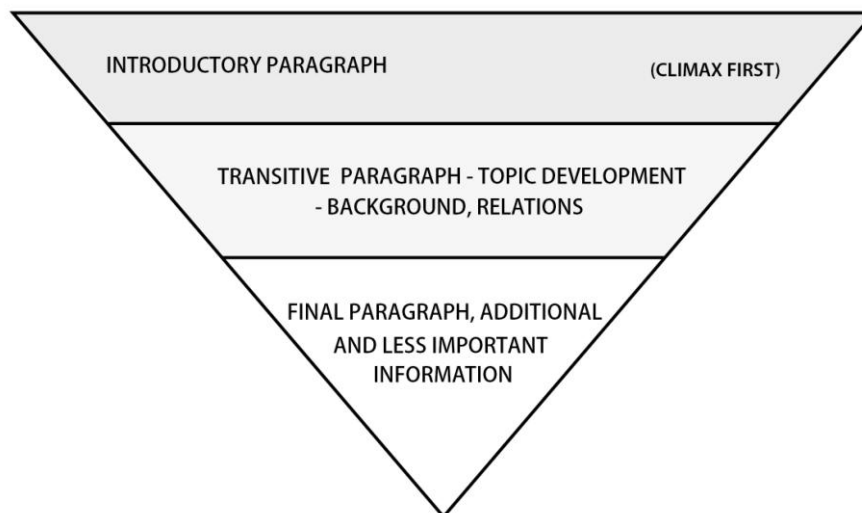 INTRODUCTORY PARAGRAPH (CLIMAX FIRST)
TRANSITIVE PARAGRAPH - TOPIC DEVELOPMENT
- BACKGROUND, RELATIONS
FINAL PARAGRAPH, ADDITIONAL
AND LESS IMPORTANT
INFORMATION